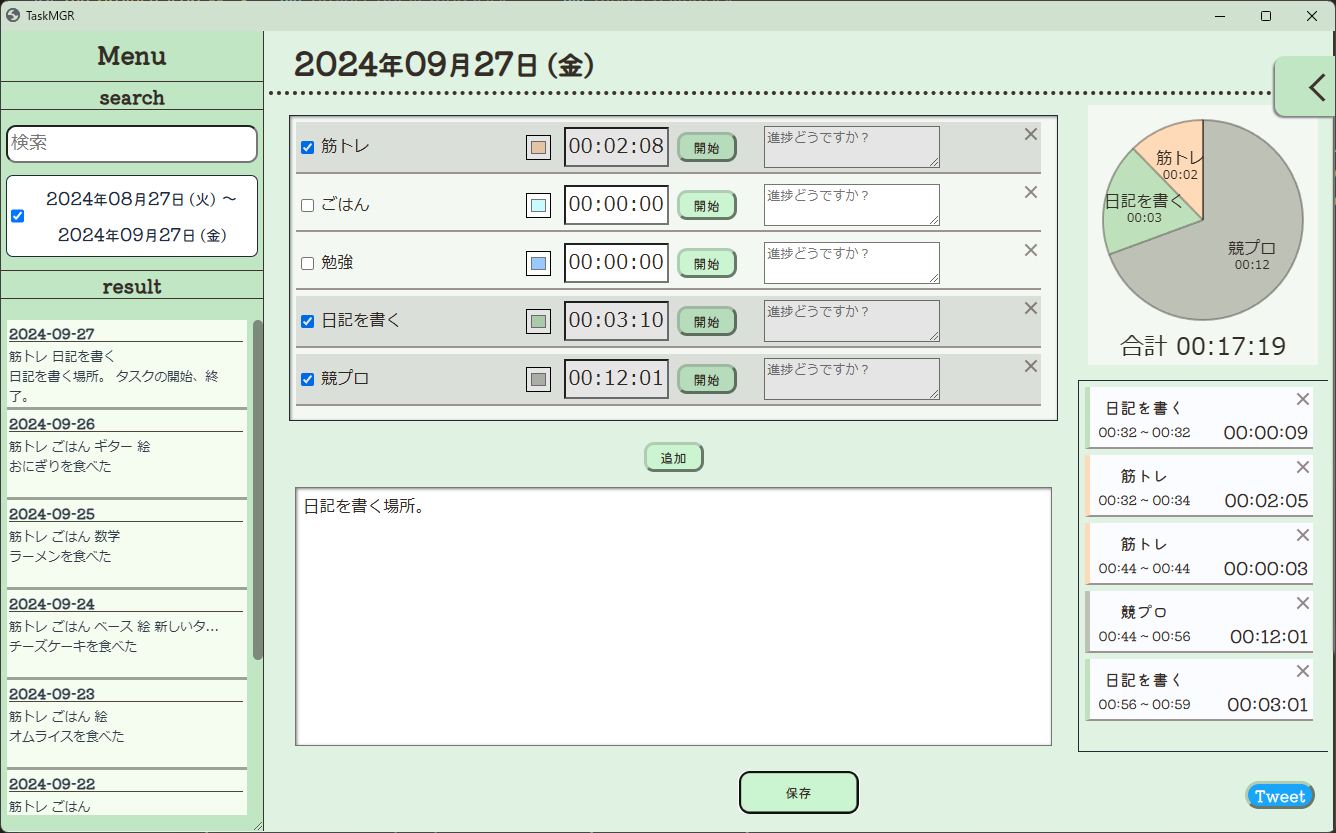 TaskMGR
Menu
search
検索
2024年08月27日 (火) ～
2024年09月27日 (金)
result
2024-09-27
筋トレ 日記を書く
日記を書く場所。 タスクの開始、終
了。
2024-09-26
筋トレ ごはん ギター 絵
おにぎりを食べた
2024-09-25
筋トレ ごはん 数学
ラーメンを食べた
2024-09-24
筋トレ ごはん ベース 絵 新しいタ...
チーズケーキを食べた
2024-09-23
筋トレ ごはん 絵
オムライスを食べた
2024-09-22
筋トレ ごはん
2024年09月27日 (金)
筋トレ 00:02:08 開始 進捗どうですか？
ごはん 00:00:00 開始 進捗どうですか？
勉強 00:00:00 開始 進捗どうですか？
日記を書く 00:03:10 開始 進捗どうですか？
競プロ 00:12:01 開始 進捗どうですか？
追加
日記を書く場所。
保存
筋トレ
00:02
日記を書く
00:03
競プロ
00:12
合計 00:17:19
日記を書く
00:32 ~ 00:32 00:00:09
筋トレ
00:32 ~ 00:34 00:02:05
筋トレ
00:44 ~ 00:44 00:00:03
競プロ
00:44 ~ 00:56 00:12:01
日記を書く
00:56 ~ 00:59 00:03:01
Tweet